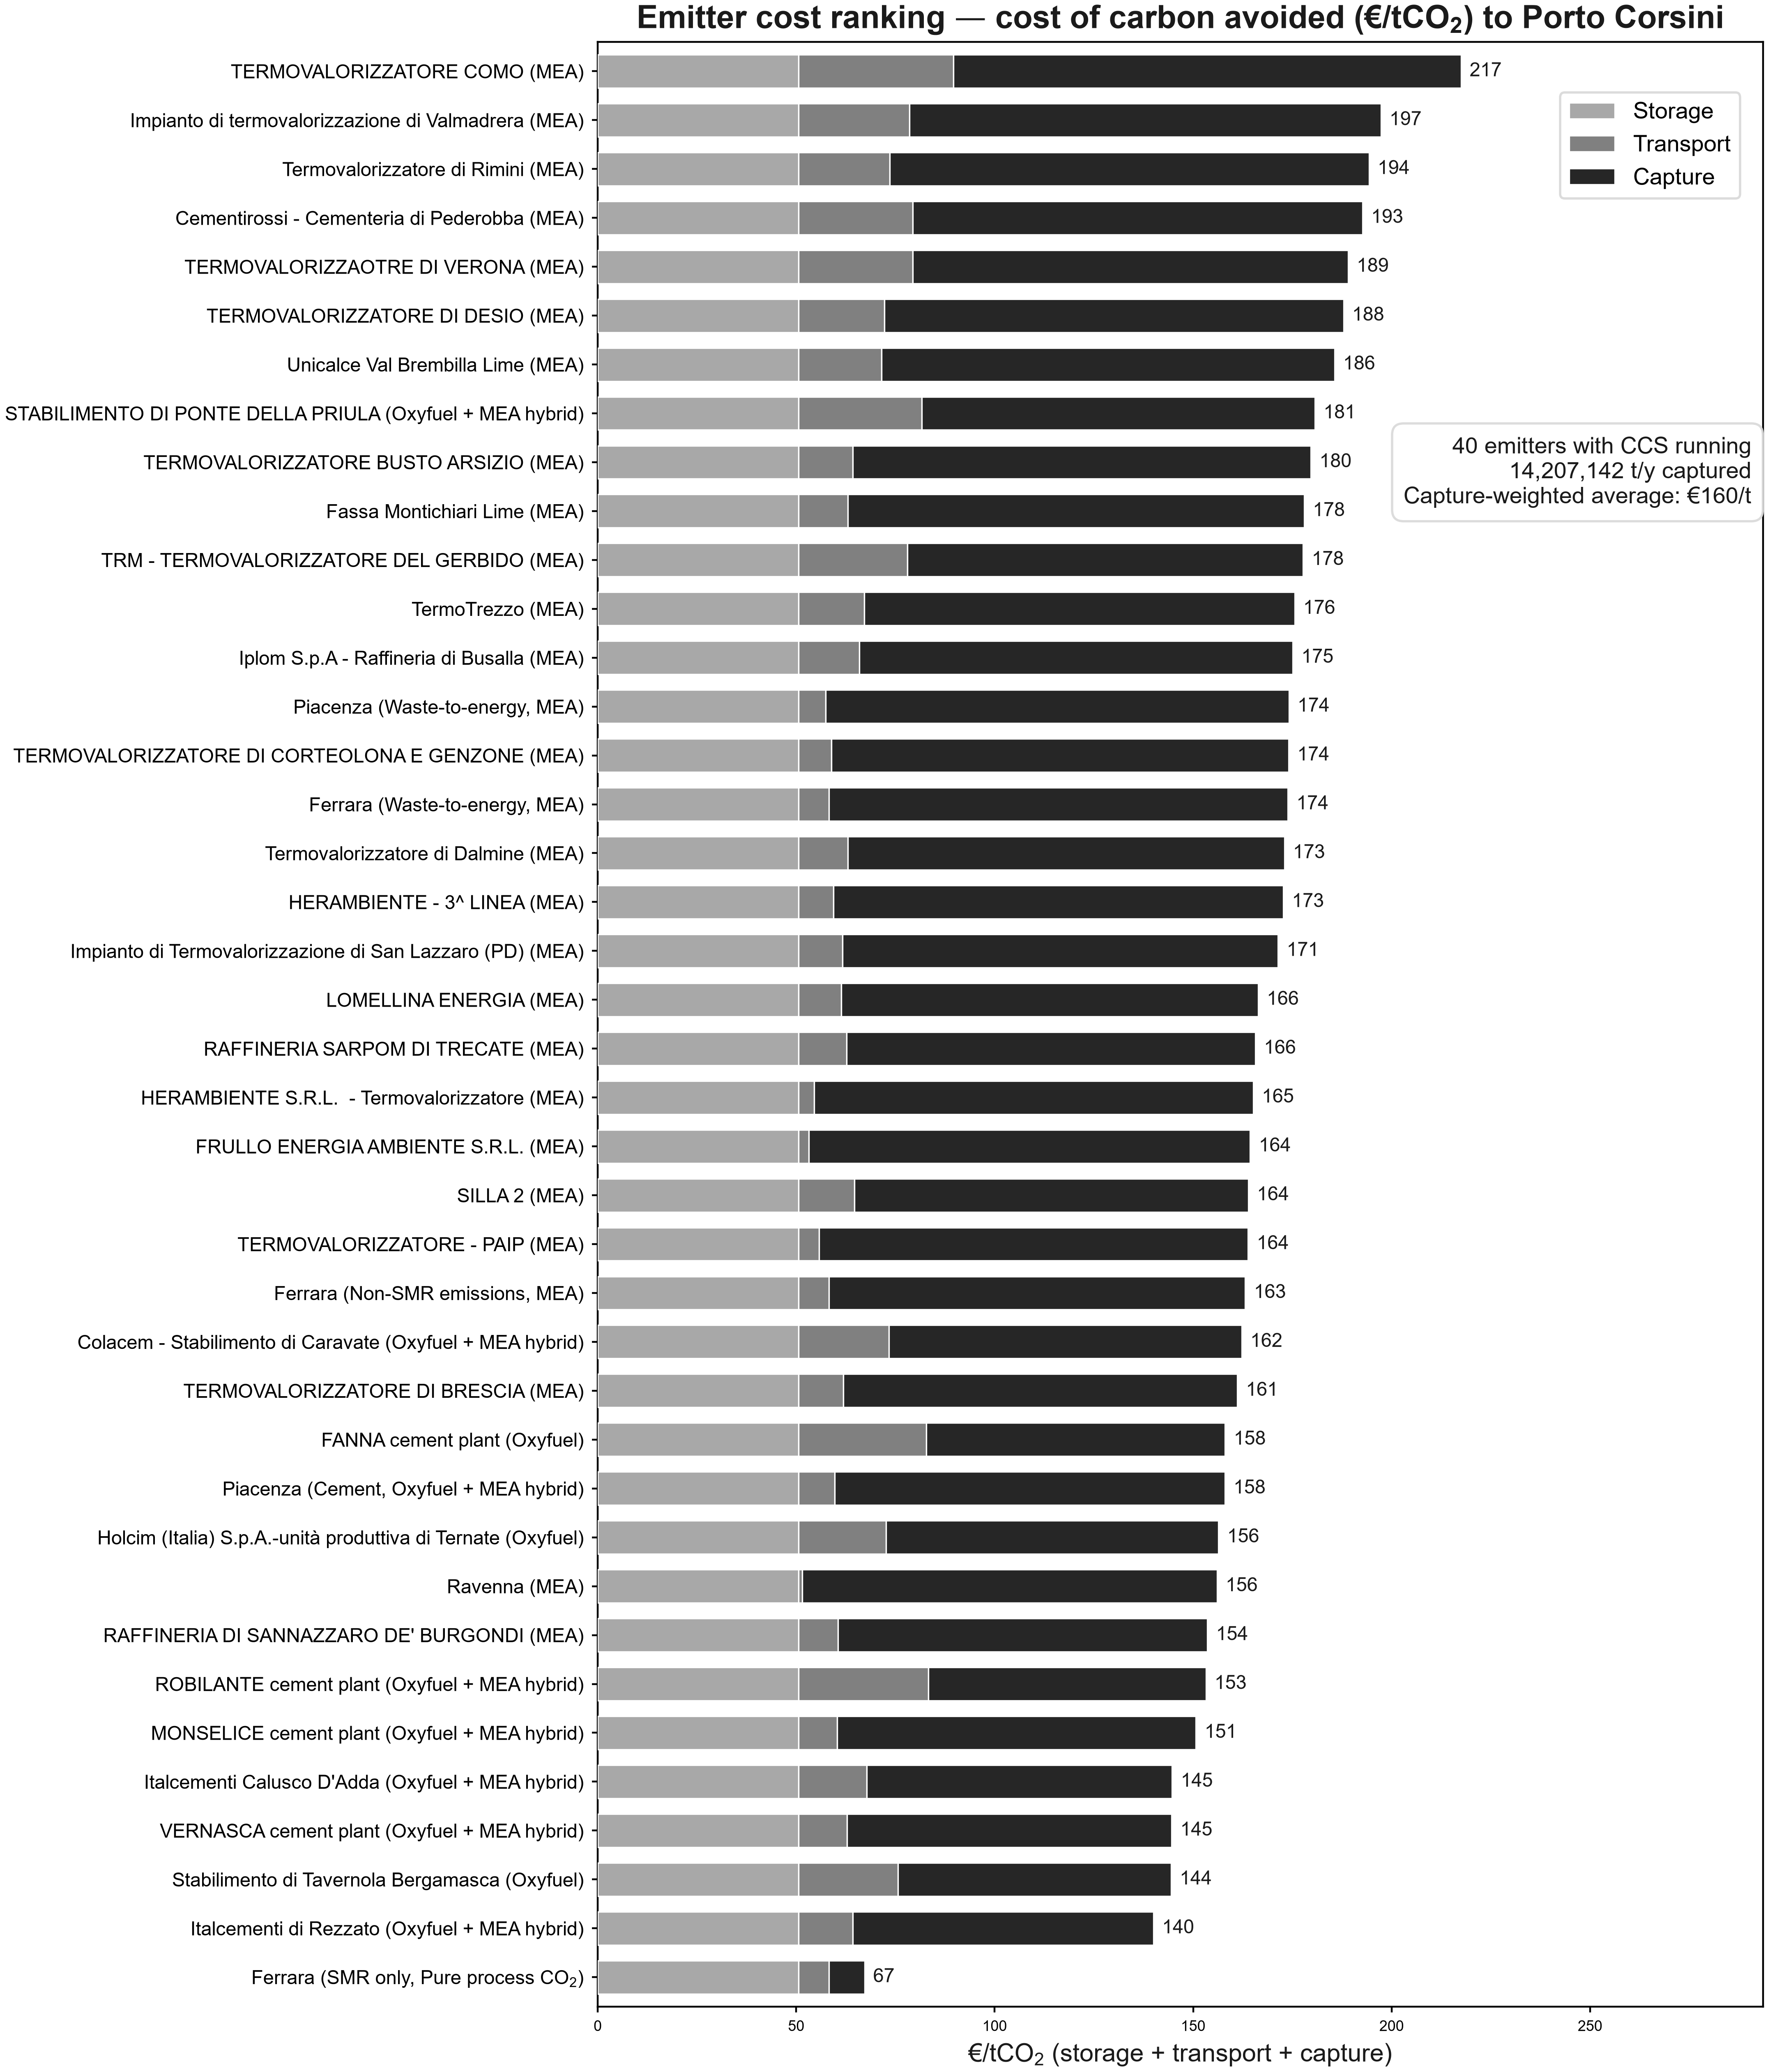 Emitter cost ranking — cost of carbon avoided (€/tCO₂) to Porto Corsini
TERMOVALORIZZATORE COMO (MEA) 217
Impianto di termovalorizzazione di Valmadrera (MEA) 197
Termovalorizzatore di Rimini (MEA) 194
Cementirossi - Cementeria di Pederobba (MEA) 193
TERMOVALORIZZAOTRE DI VERONA (MEA) 189
TERMOVALORIZZATORE DI DESIO (MEA) 188
Unicalce Val Brembilla Lime (MEA) 186
STABILIMENTO DI PONTE DELLA PRIULA (Oxyfuel + MEA hybrid) 181
TERMOVALORIZZATORE BUSTO ARSIZIO (MEA) 180
Fassa Montichiari Lime (MEA) 178
TRM - TERMOVALORIZZATORE DEL GERBIDO (MEA) 178
TermoTrezzo (MEA) 176
Iplom S.p.A - Raffineria di Busalla (MEA) 175
Piacenza (Waste-to-energy, MEA) 174
TERMOVALORIZZATORE DI CORTEOLONA E GENZONE (MEA) 174
Ferrara (Waste-to-energy, MEA) 174
Termovalorizzatore di Dalmine (MEA) 173
HERAMBIENTE - 3^ LINEA (MEA) 173
Impianto di Termovalorizzazione di San Lazzaro (PD) (MEA) 171
LOMELLINA ENERGIA (MEA) 166
RAFFINERIA SARPOM DI TRECATE (MEA) 166
HERAMBIENTE S.R.L.  - Termovalorizzatore (MEA) 165
FRULLO ENERGIA AMBIENTE S.R.L. (MEA) 164
SILLA 2 (MEA) 164
TERMOVALORIZZATORE - PAIP (MEA) 164
Ferrara (Non-SMR emissions, MEA) 163
Colacem - Stabilimento di Caravate (Oxyfuel + MEA hybrid) 162
TERMOVALORIZZATORE DI BRESCIA (MEA) 161
FANNA cement plant (Oxyfuel) 158
Piacenza (Cement, Oxyfuel + MEA hybrid) 158
Holcim (Italia) S.p.A.-unità produttiva di Ternate (Oxyfuel) 156
Ravenna (MEA) 156
RAFFINERIA DI SANNAZZARO DE' BURGONDI (MEA) 154
ROBILANTE cement plant (Oxyfuel + MEA hybrid) 153
MONSELICE cement plant (Oxyfuel + MEA hybrid) 151
Italcementi Calusco D'Adda (Oxyfuel + MEA hybrid) 145
VERNASCA cement plant (Oxyfuel + MEA hybrid) 145
Stabilimento di Tavernola Bergamasca (Oxyfuel) 144
Italcementi di Rezzato (Oxyfuel + MEA hybrid) 140
Ferrara (SMR only, Pure process CO₂) 67
Storage
Transport
Capture
40 emitters with CCS running
14,207,142 t/y captured
Capture-weighted average: €160/t
0 50 100 150 200 250
€/tCO₂ (storage + transport + capture)